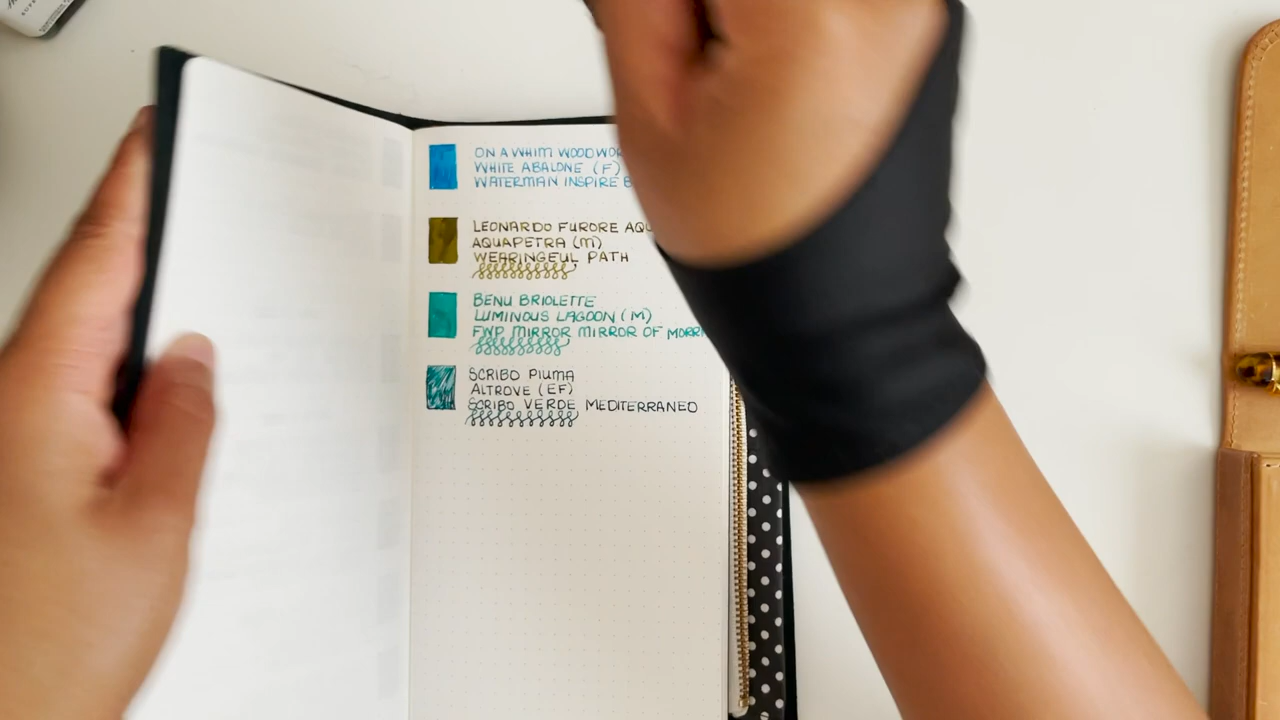 ON A WHIM WOODWOR
WHITE ABALONE (F)
WATERMAN INSPIRE B
LEONARDO FURORE AQU
AQUAPETRA (M)
WEARINGEUL PATH
BENU BRIOLETTE
LUMINOUS LAGOON (M)
FWP MIRROR MIRROR OF MORR
SCRIBO PIUMA
ALTROVE (EF)
SCRIBO VERDE MEDITERRANEO